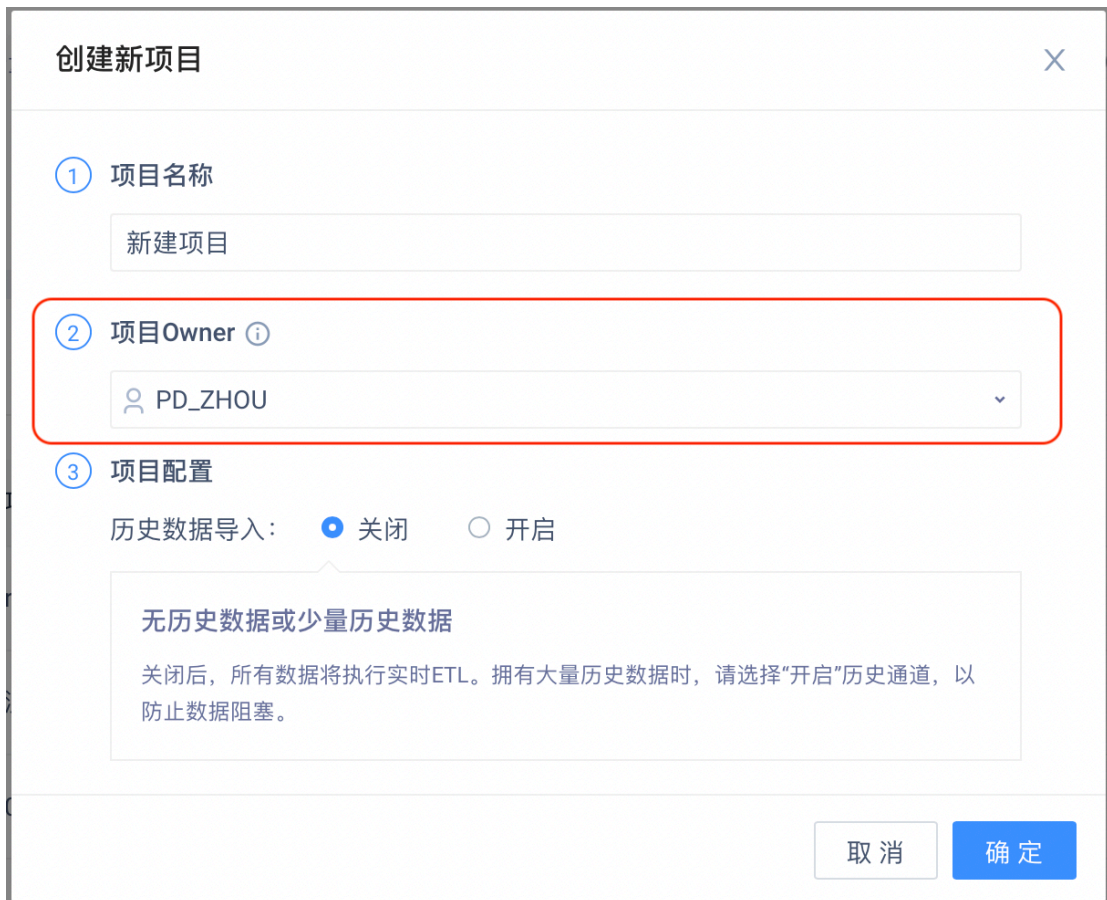 创建新项目
1 项目名称
新建项目
2 项目Owner
PD_ZHOU
3 项目配置
历史数据导入： 关闭 开启
无历史数据或少量历史数据
关闭后，所有数据将执行实时ETL。拥有大量历史数据时，请选择“开启”历史通道，以
防止数据阻塞。
取 消 确 定